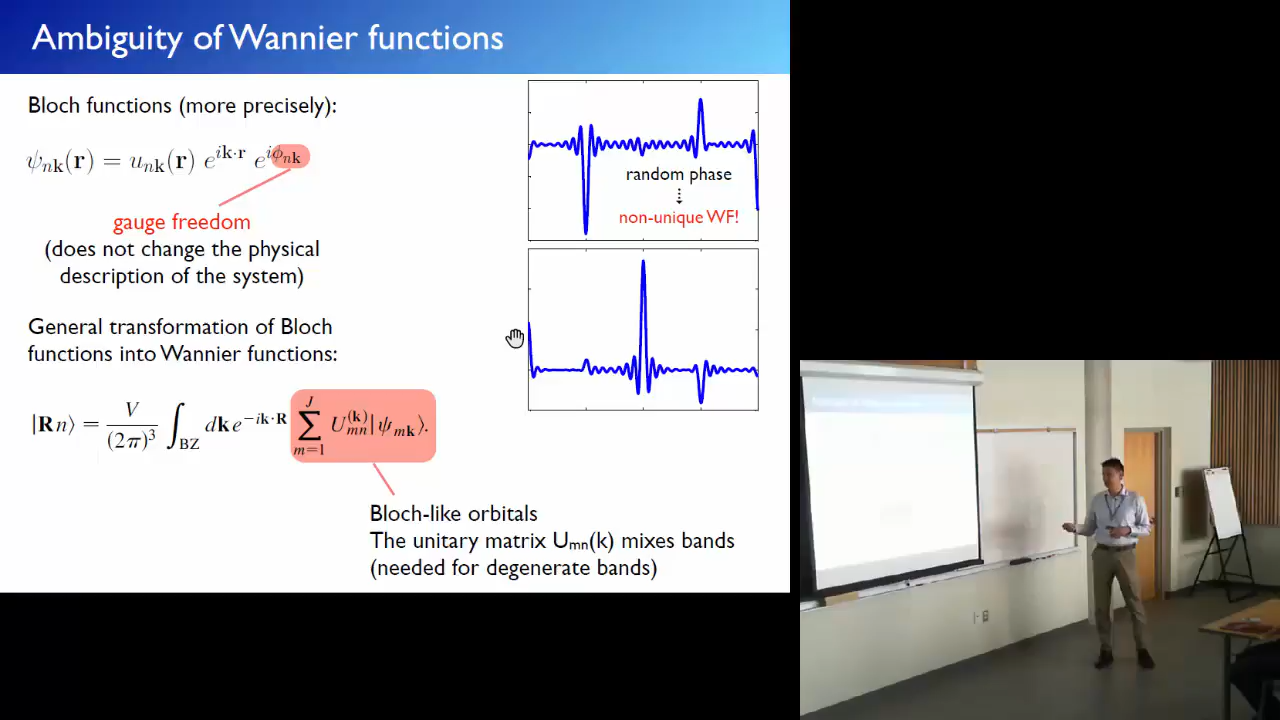 Ambiguity of Wannier functions
Bloch functions (more precisely):
ψₙₖ(r) = uₙₖ(r) e^{ik·r} e^{iφₙₖ}
gauge freedom
(does not change the physical
description of the system)
General transformation of Bloch
functions into Wannier functions:
|Rn⟩ = V/(2π)³ ∫_BZ dk e^{−ik·R} ∑_{m=1}^{J} U_{mn}^{(k)} |ψ_{mk}⟩.
Bloch-like orbitals
The unitary matrix Uₘₙ(k) mixes bands
(needed for degenerate bands)
random phase
non-unique WF!